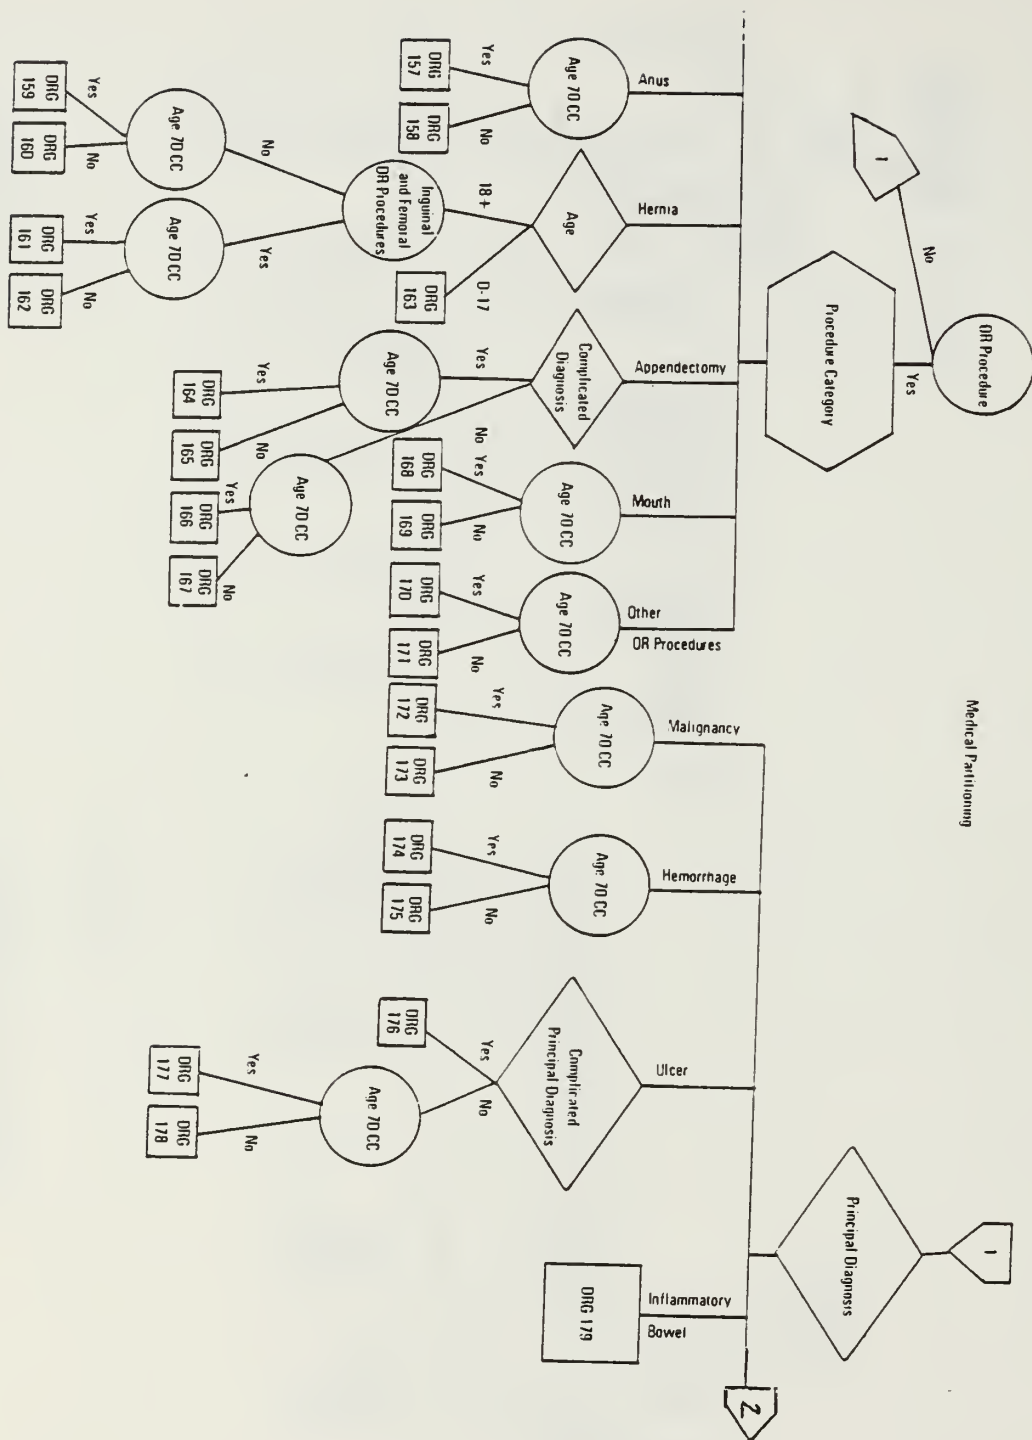 Medical Partitioning
OR Procedure
Yes
No
1
Procedure Category
Anus
Age 70 CC
Yes
No
DRG
157
DRG
158
Hernia
Age
18+
0-17
DRG
163
Inguinal
and Femoral
OR Procedures
No
Yes
Age 70 CC
Yes
No
DRG
159
DRG
160
Age 70 CC
Yes
No
DRG
161
DRG
162
Appendectomy
Complicated
Diagnosis
Yes
No
Age 70 CC
Yes
No
DRG
164
DRG
165
Age 70 CC
Yes
No
DRG
166
DRG
167
Mouth
Age 70 CC
Yes
No
DRG
168
DRG
169
Other
OR Procedures
Age 70 CC
Yes
No
DRG
170
DRG
171
1
Principal Diagnosis
Malignancy
Age 70 CC
Yes
No
DRG
172
DRG
173
Hemorrhage
Age 70 CC
Yes
No
DRG
174
DRG
175
Ulcer
Complicated
Principal Diagnosis
Yes
No
DRG
176
Age 70 CC
Yes
No
DRG
177
DRG
178
Inflammatory
Bowel
DRG 179
2